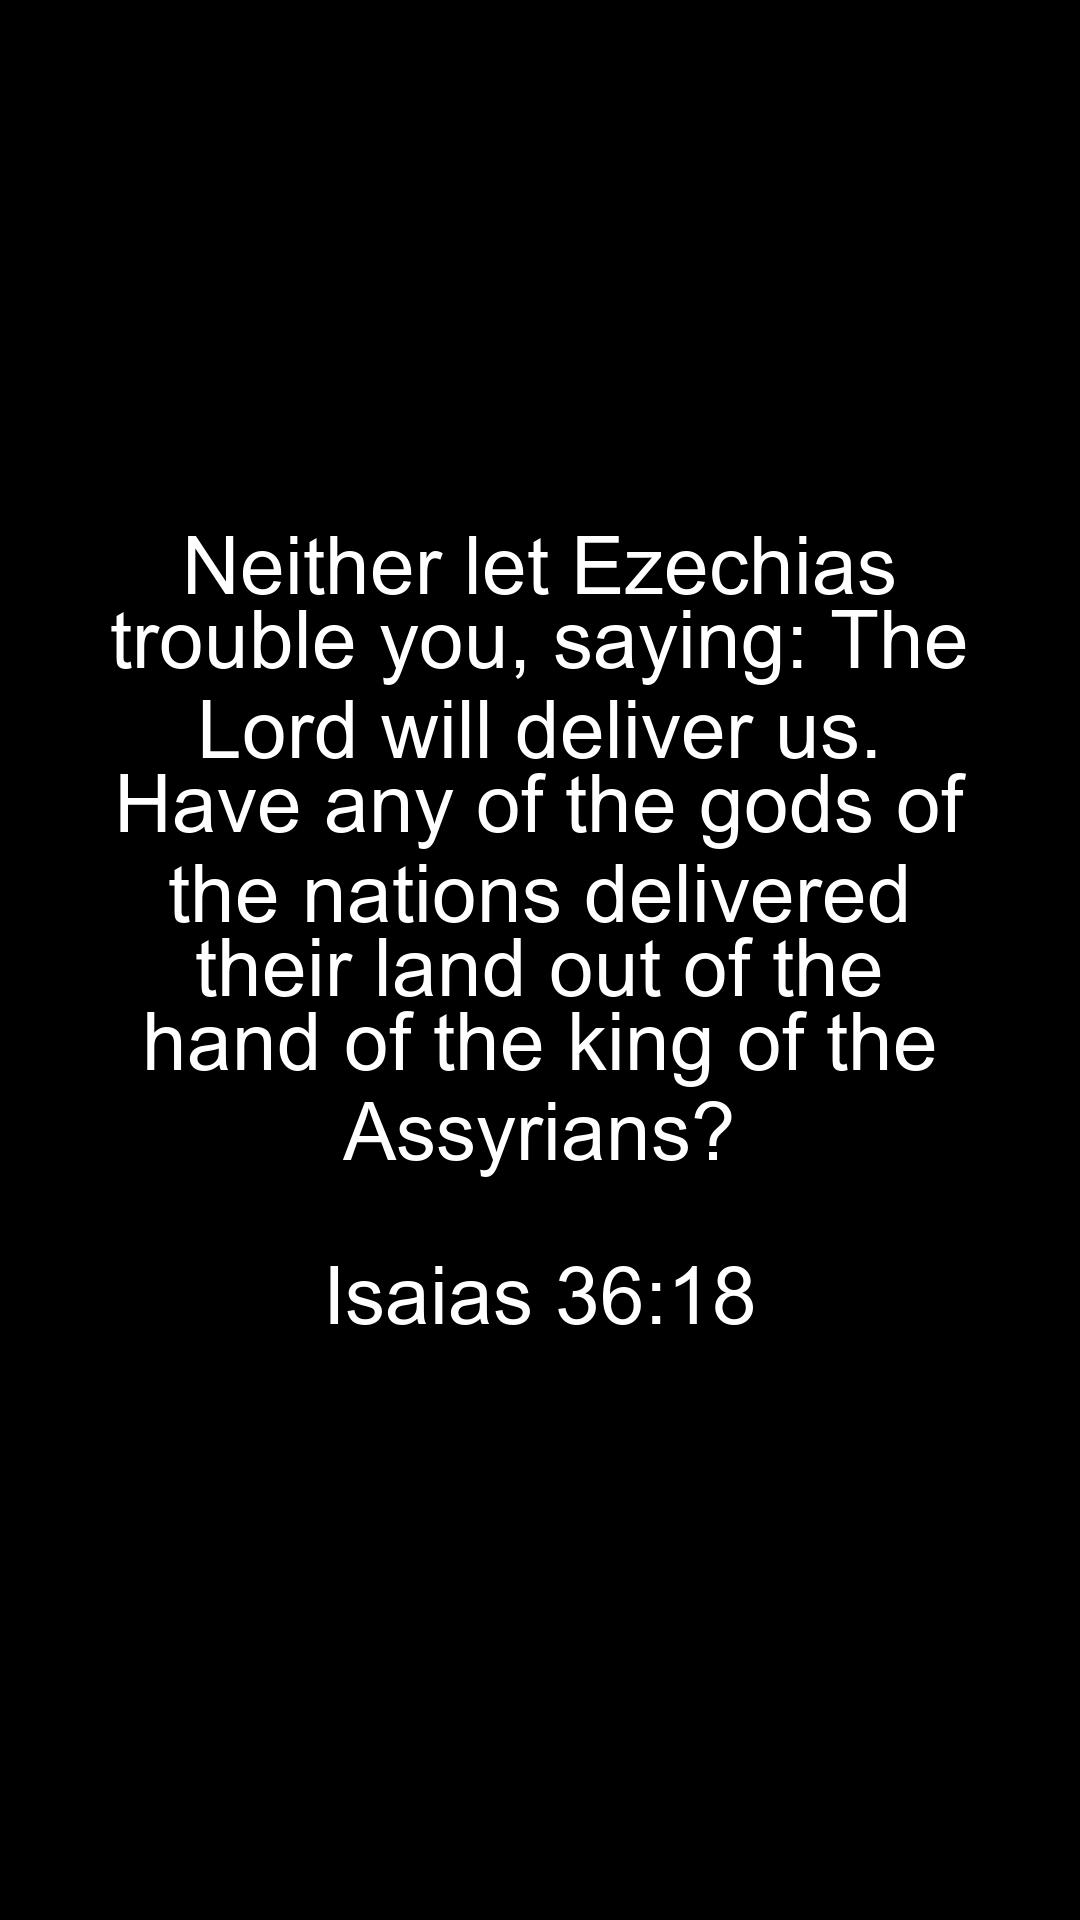 Neither let Ezechias
trouble you, saying: The
Lord will deliver us.
Have any of the gods of
the nations delivered
their land out of the
hand of the king of the
Assyrians?
Isaias 36:18